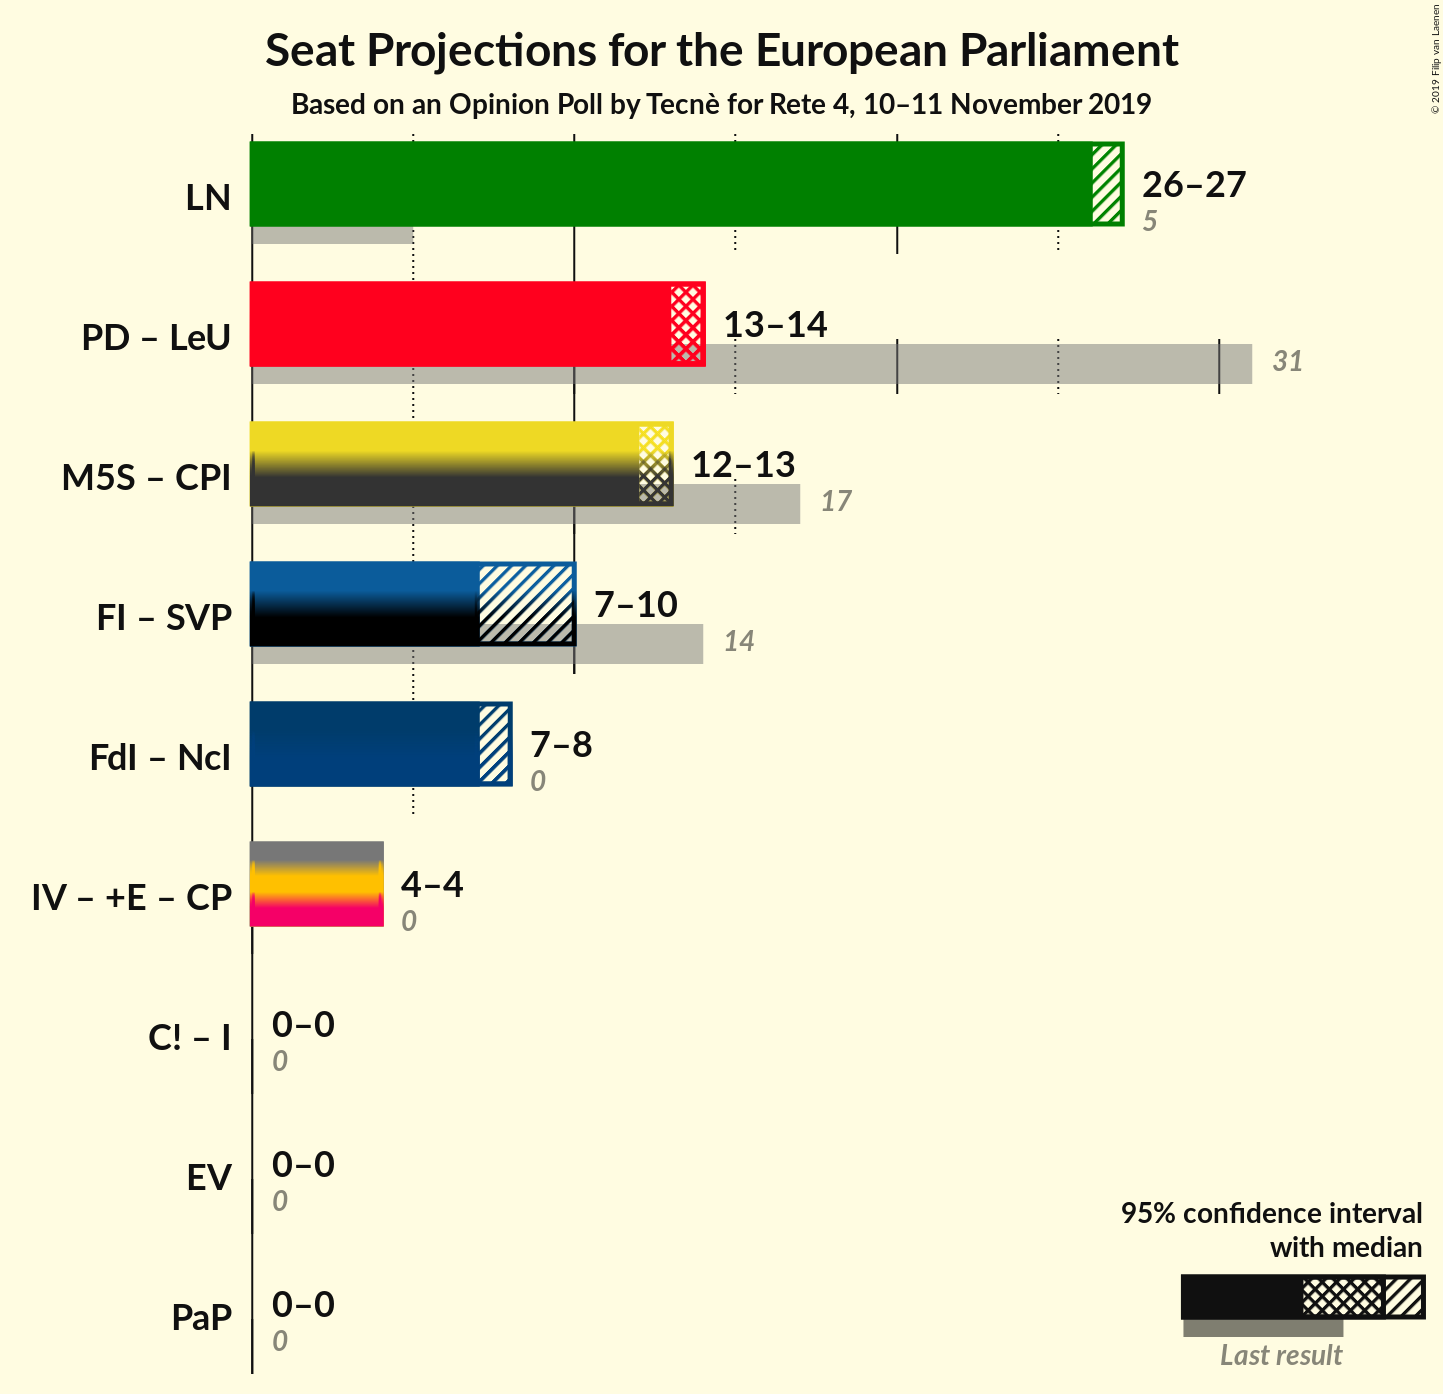 Seat Projections for the European Parliament
Based on an Opinion Poll by Tecnè for Rete 4, 10–11 November 2019
© 2019 Filip van Laenen
LN
26–27
5
PD – LeU
13–14
31
M5S – CPI
12–13
17
FI – SVP
7–10
14
FdI – NcI
7–8
0
IV – +E – CP
4–4
0
C! – I
0–0
0
EV
0–0
0
PaP
0–0
0
95% confidence interval
with median
Last result